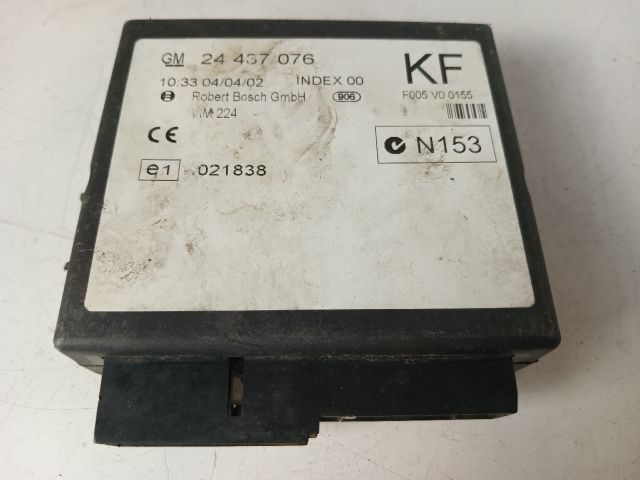 GM 24 437 076
KF
10:33 04/04/02 INDEX 00
F005 V0 0155
Robert Bosch GmbH 906
WM 224
CE
N153
e1 021838